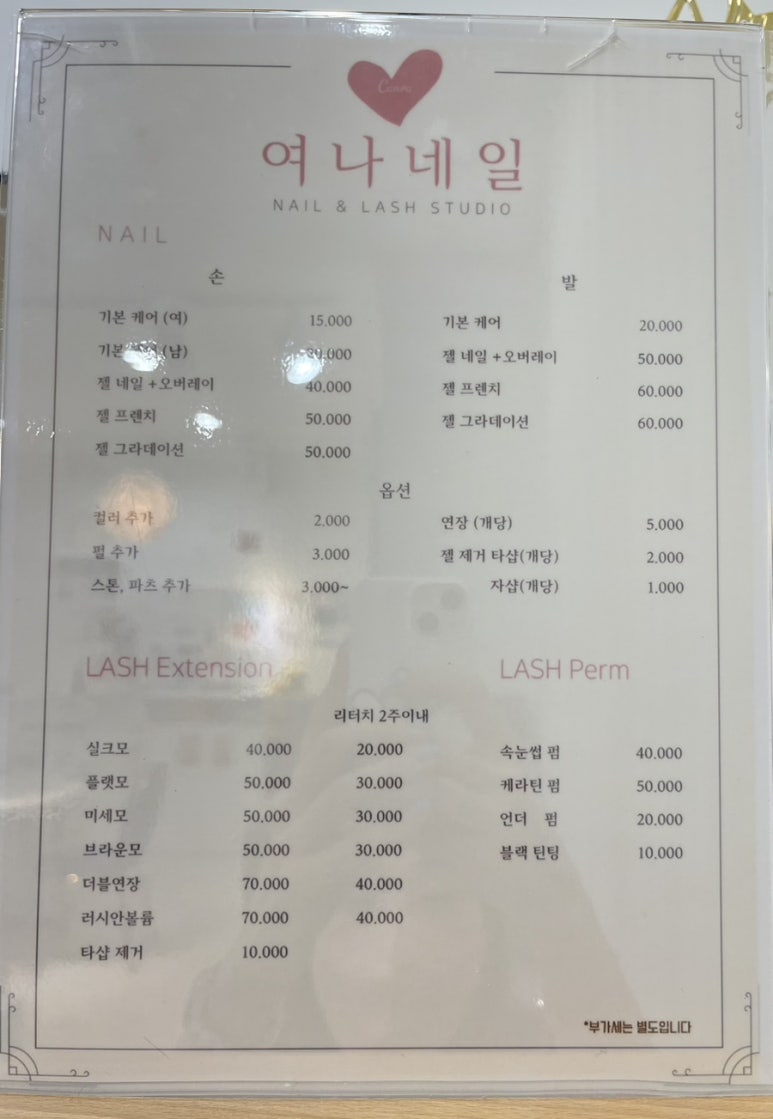 Canva
여나네일
NAIL & LASH STUDIO
NAIL
손
기본 케어 (여) 15.000
(남)
젤 네일 +오버레이 40.000
젤 프렌치 50.000
젤 그라데이션 50.000
발
기본 케어 20.000
젤 네일 +오버레이 50.000
젤 프렌치 60.000
젤 그라데이션 60.000
옵션
컬러 추가 2.000
펄 추가 3.000
스톤, 파츠 추가 3.000~
연장 (개당) 5.000
젤 제거 타샵(개당) 2.000
자샵(개당) 1.000
LASH Extension
리터치 2주이내
실크모 40.000 20.000
플랫모 50.000 30.000
미세모 50.000 30.000
브라운모 50.000 30.000
더블연장 70.000 40.000
러시안볼륨 70.000 40.000
타샵 제거 10.000
LASH Perm
속눈썹 펌 40.000
케라틴 펌 50.000
언더 펌 20.000
블랙 틴팅 10.000
*부가세는 별도입니다